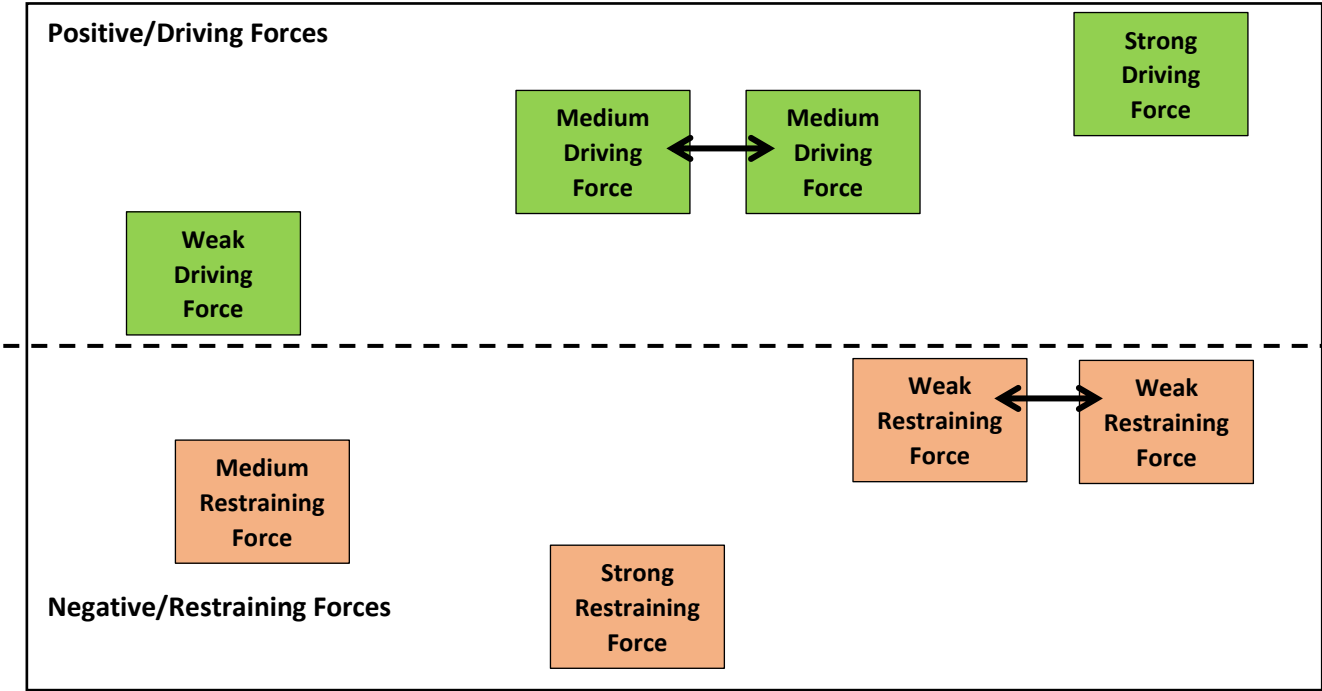 Positive/Driving Forces
Strong
Driving
Force
Medium
Driving
Force
Medium
Driving
Force
Weak
Driving
Force
Weak
Restraining
Force
Weak
Restraining
Force
Medium
Restraining
Force
Strong
Restraining
Force
Negative/Restraining Forces